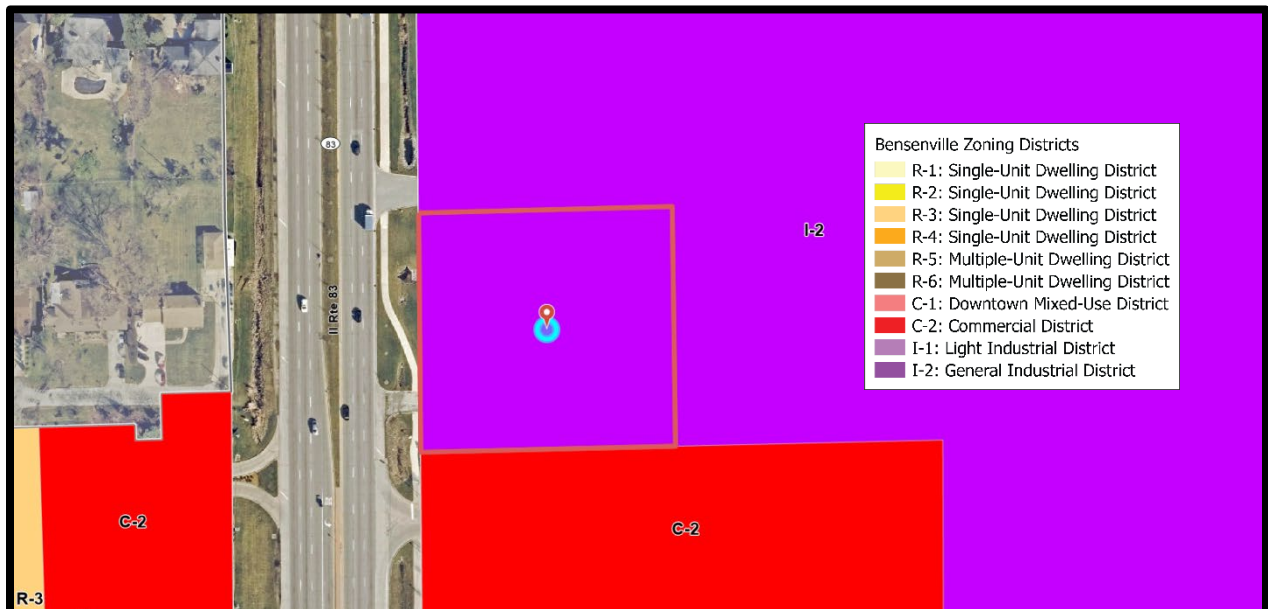 83
Il Rte 83
I-2
Bensenville Zoning Districts
R-1: Single-Unit Dwelling District
R-2: Single-Unit Dwelling District
R-3: Single-Unit Dwelling District
R-4: Single-Unit Dwelling District
R-5: Multiple-Unit Dwelling District
R-6: Multiple-Unit Dwelling District
C-1: Downtown Mixed-Use District
C-2: Commercial District
I-1: Light Industrial District
I-2: General Industrial District
C-2
C-2
R-3